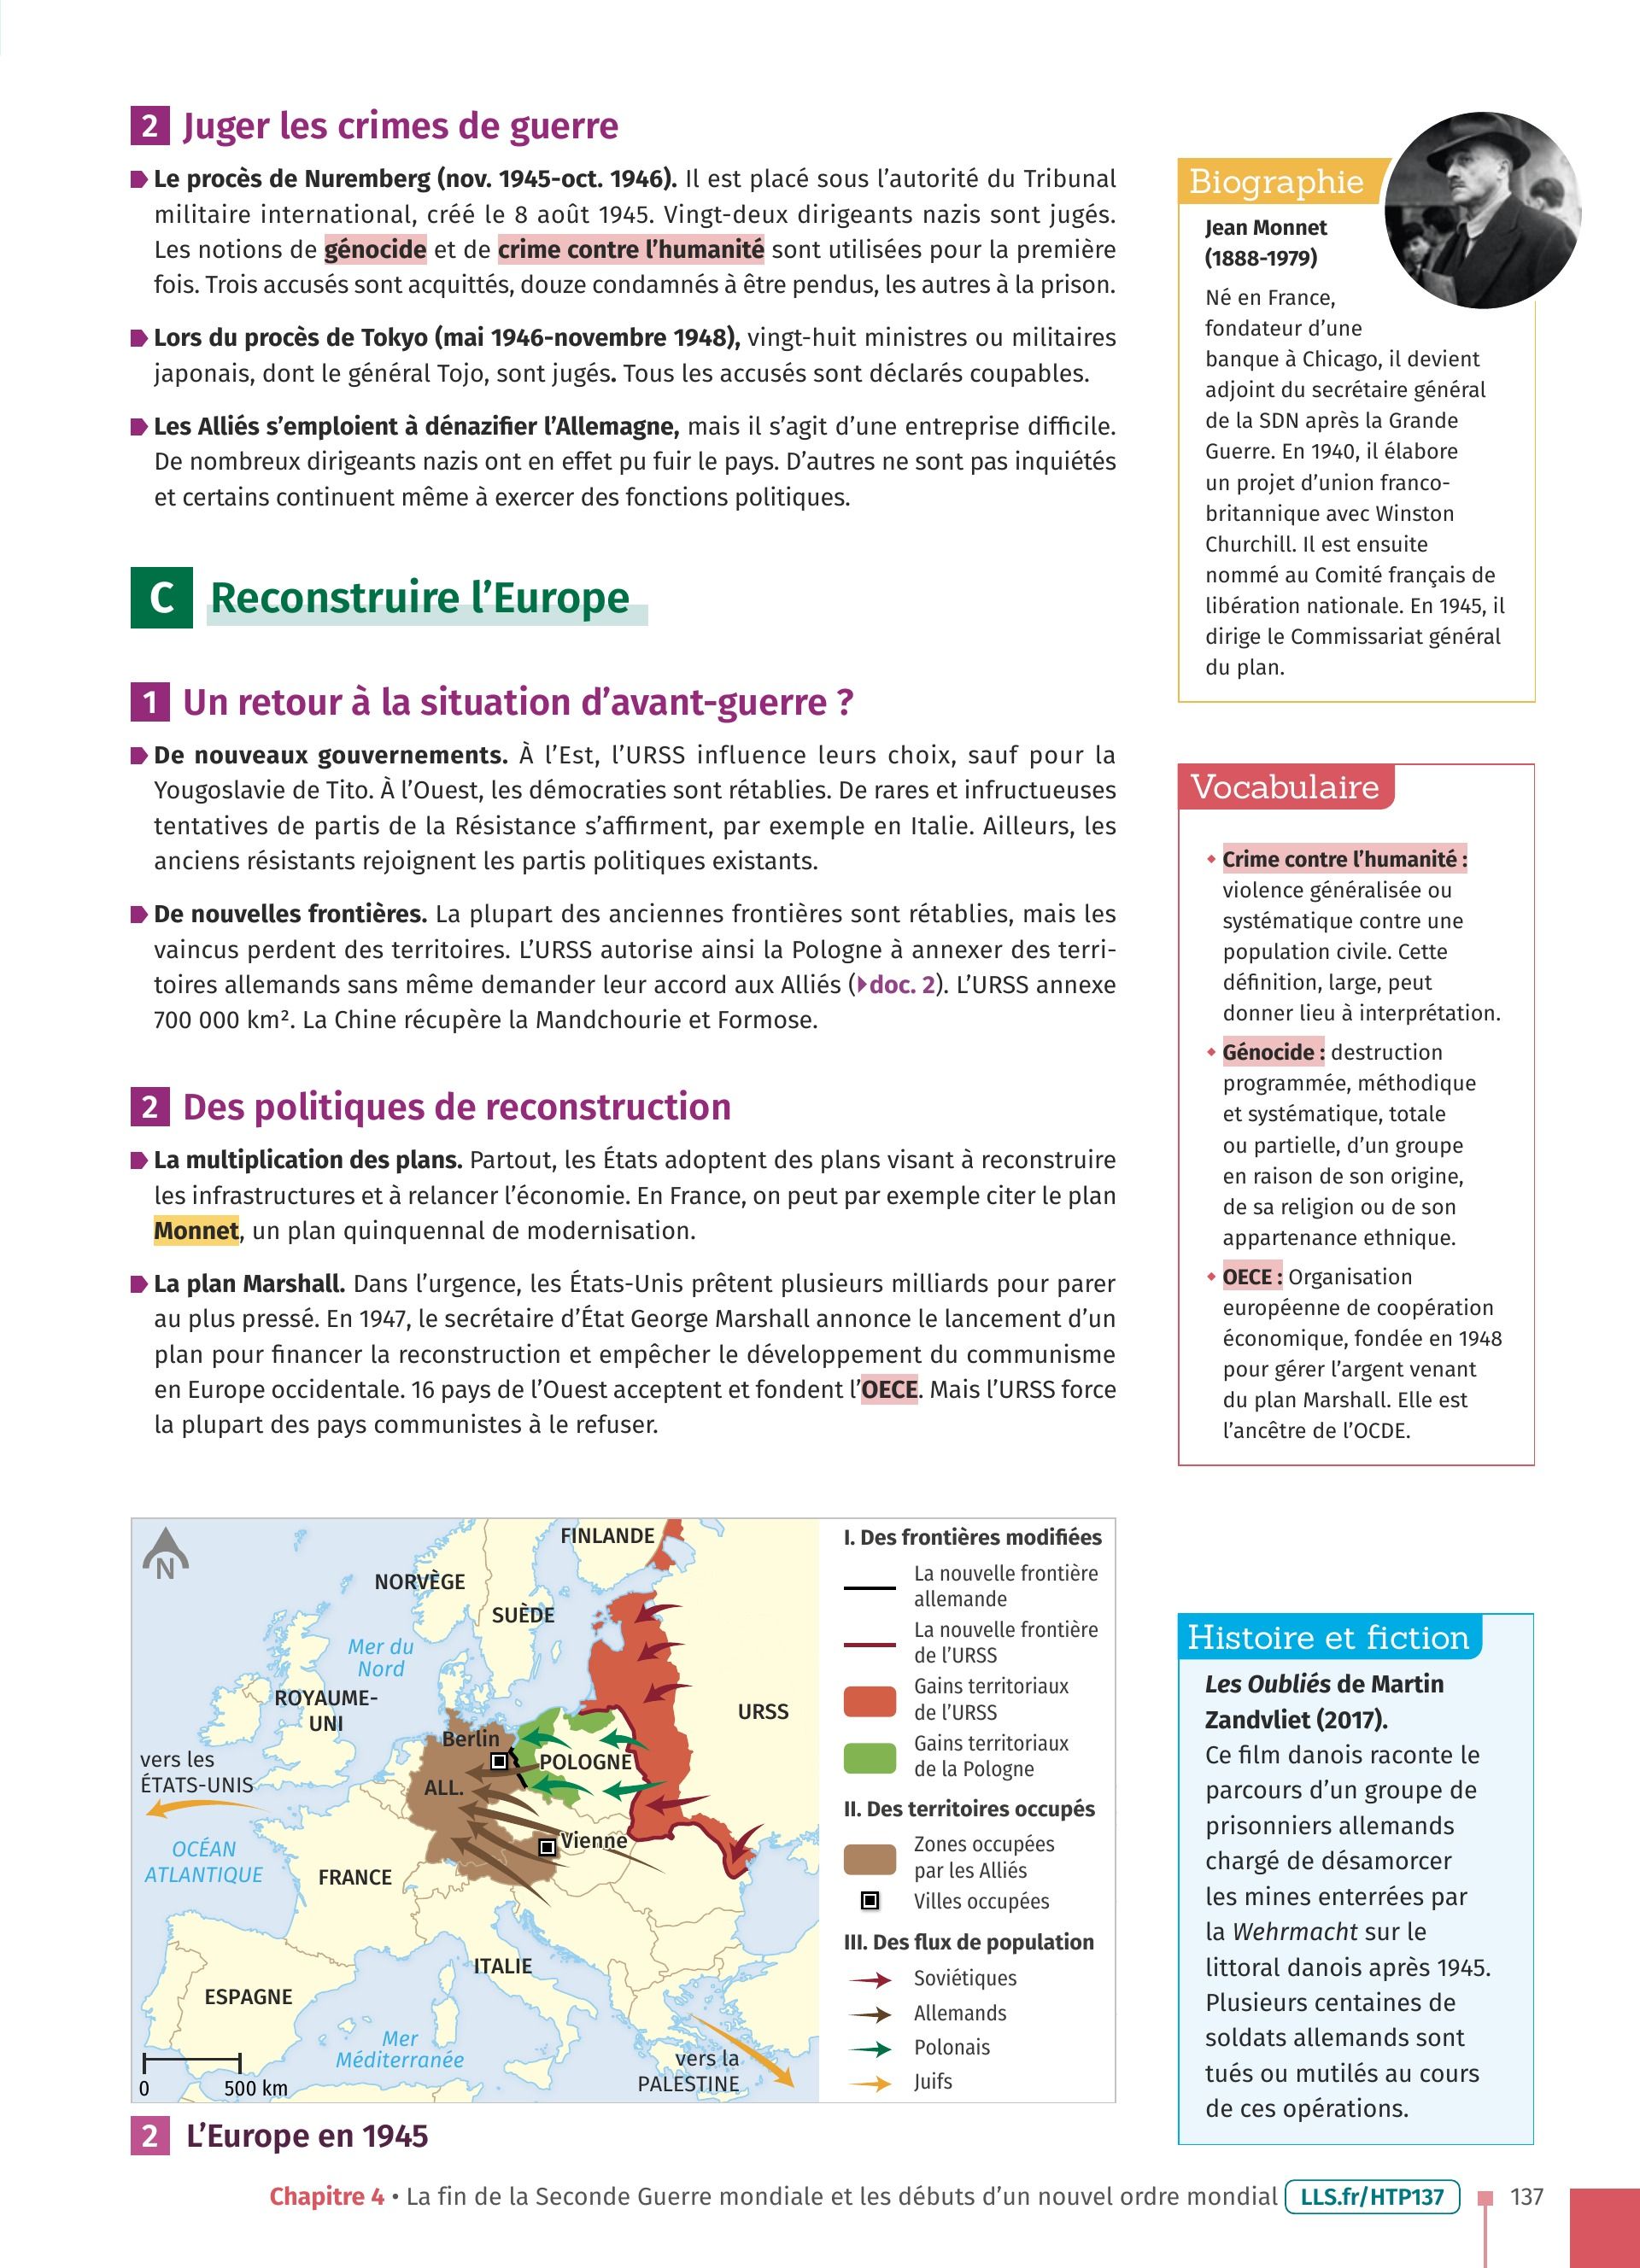 2 Juger les crimes de guerre
Le procès de Nuremberg (nov. 1945-oct. 1946). Il est placé sous l’autorité du Tribunal
militaire international, créé le 8 août 1945. Vingt-deux dirigeants nazis sont jugés.
Les notions de génocide et de crime contre l’humanité sont utilisées pour la première
fois. Trois accusés sont acquittés, douze condamnés à être pendus, les autres à la prison.
Lors du procès de Tokyo (mai 1946-novembre 1948), vingt-huit ministres ou militaires
japonais, dont le général Tojo, sont jugés. Tous les accusés sont déclarés coupables.
Les Alliés s’emploient à dénazifier l’Allemagne, mais il s’agit d’une entreprise difficile.
De nombreux dirigeants nazis ont en effet pu fuir le pays. D’autres ne sont pas inquiétés
et certains continuent même à exercer des fonctions politiques.
C Reconstruire l’Europe
1 Un retour à la situation d’avant-guerre ?
De nouveaux gouvernements. À l’Est, l’URSS influence leurs choix, sauf pour la
Yougoslavie de Tito. À l’Ouest, les démocraties sont rétablies. De rares et infructueuses
tentatives de partis de la Résistance s’affirment, par exemple en Italie. Ailleurs, les
anciens résistants rejoignent les partis politiques existants.
De nouvelles frontières. La plupart des anciennes frontières sont rétablies, mais les
vaincus perdent des territoires. L’URSS autorise ainsi la Pologne à annexer des terri-
toires allemands sans même demander leur accord aux Alliés (doc. 2). L’URSS annexe
700 000 km². La Chine récupère la Mandchourie et Formose.
2 Des politiques de reconstruction
La multiplication des plans. Partout, les États adoptent des plans visant à reconstruire
les infrastructures et à relancer l’économie. En France, on peut par exemple citer le plan
Monnet, un plan quinquennal de modernisation.
La plan Marshall. Dans l’urgence, les États-Unis prêtent plusieurs milliards pour parer
au plus pressé. En 1947, le secrétaire d’État George Marshall annonce le lancement d’un
plan pour financer la reconstruction et empêcher le développement du communisme
en Europe occidentale. 16 pays de l’Ouest acceptent et fondent l’OECE. Mais l’URSS force
la plupart des pays communistes à le refuser.
Biographie
Jean Monnet
(1888-1979)
Né en France,
fondateur d’une
banque à Chicago, il devient
adjoint du secrétaire général
de la SDN après la Grande
Guerre. En 1940, il élabore
un projet d’union franco-
britannique avec Winston
Churchill. Il est ensuite
nommé au Comité français de
libération nationale. En 1945, il
dirige le Commissariat général
du plan.
Vocabulaire
Crime contre l’humanité :
violence généralisée ou
systématique contre une
population civile. Cette
définition, large, peut
donner lieu à interprétation.
Génocide : destruction
programmée, méthodique
et systématique, totale
ou partielle, d’un groupe
en raison de son origine,
de sa religion ou de son
appartenance ethnique.
OECE : Organisation
européenne de coopération
économique, fondée en 1948
pour gérer l’argent venant
du plan Marshall. Elle est
l’ancêtre de l’OCDE.
N
FINLANDE
NORVÈGE
SUÈDE
Mer du
Nord
ROYAUME-
UNI
URSS
Berlin
POLOGNE
vers les
ÉTATS-UNIS
ALL.
Vienne
OCÉAN
ATLANTIQUE
FRANCE
ITALIE
ESPAGNE
Mer
Méditerranée
vers la
PALESTINE
0 500 km
I. Des frontières modifiées
La nouvelle frontière
allemande
La nouvelle frontière
de l’URSS
Gains territoriaux
de l’URSS
Gains territoriaux
de la Pologne
II. Des territoires occupés
Zones occupées
par les Alliés
Villes occupées
III. Des flux de population
Soviétiques
Allemands
Polonais
Juifs
2 L’Europe en 1945
Histoire et fiction
Les Oubliés de Martin
Zandvliet (2017).
Ce film danois raconte le
parcours d’un groupe de
prisonniers allemands
chargé de désamorcer
les mines enterrées par
la Wehrmacht sur le
littoral danois après 1945.
Plusieurs centaines de
soldats allemands sont
tués ou mutilés au cours
de ces opérations.
Chapitre 4 • La fin de la Seconde Guerre mondiale et les débuts d’un nouvel ordre mondial LLS.fr/HTP137 137